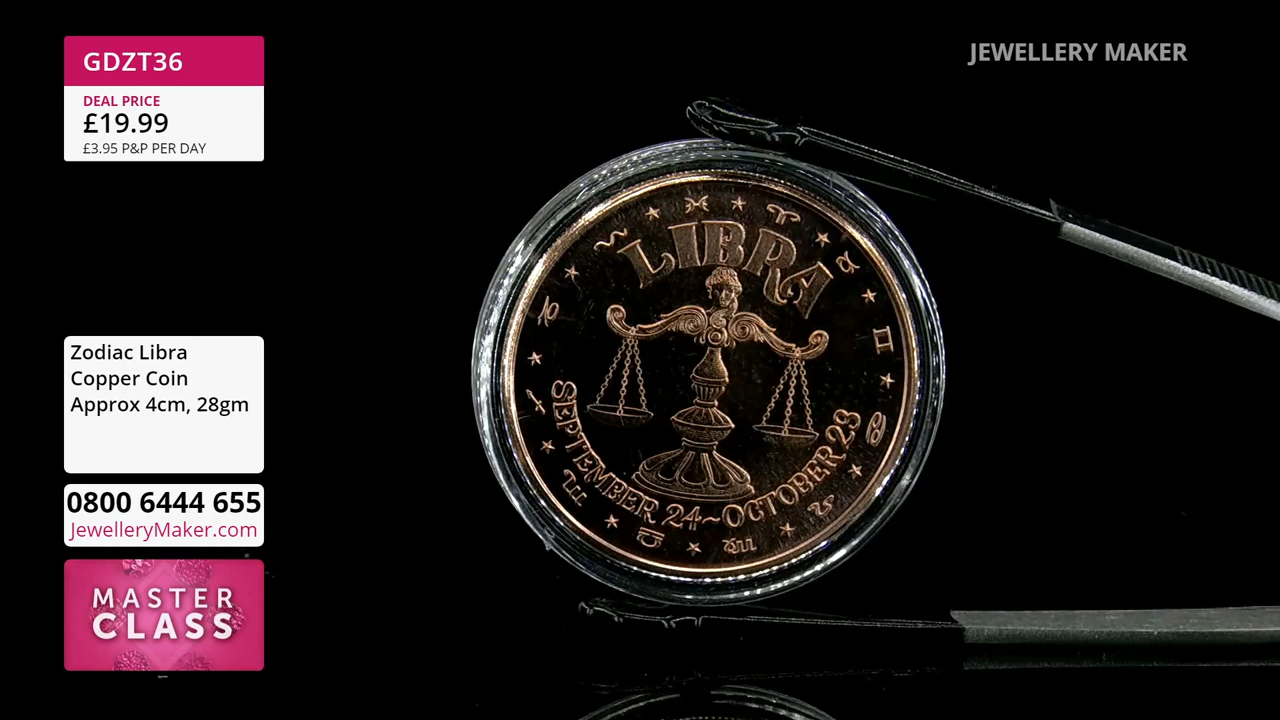 GDZT36
DEAL PRICE
£19.99
£3.95 P&P PER DAY
JEWELLERY MAKER
LIBRA
SEPTEMBER 24~OCTOBER 23
Zodiac Libra
Copper Coin
Approx 4cm, 28gm
0800 6444 655
JewelleryMaker.com
MASTER
CLASS